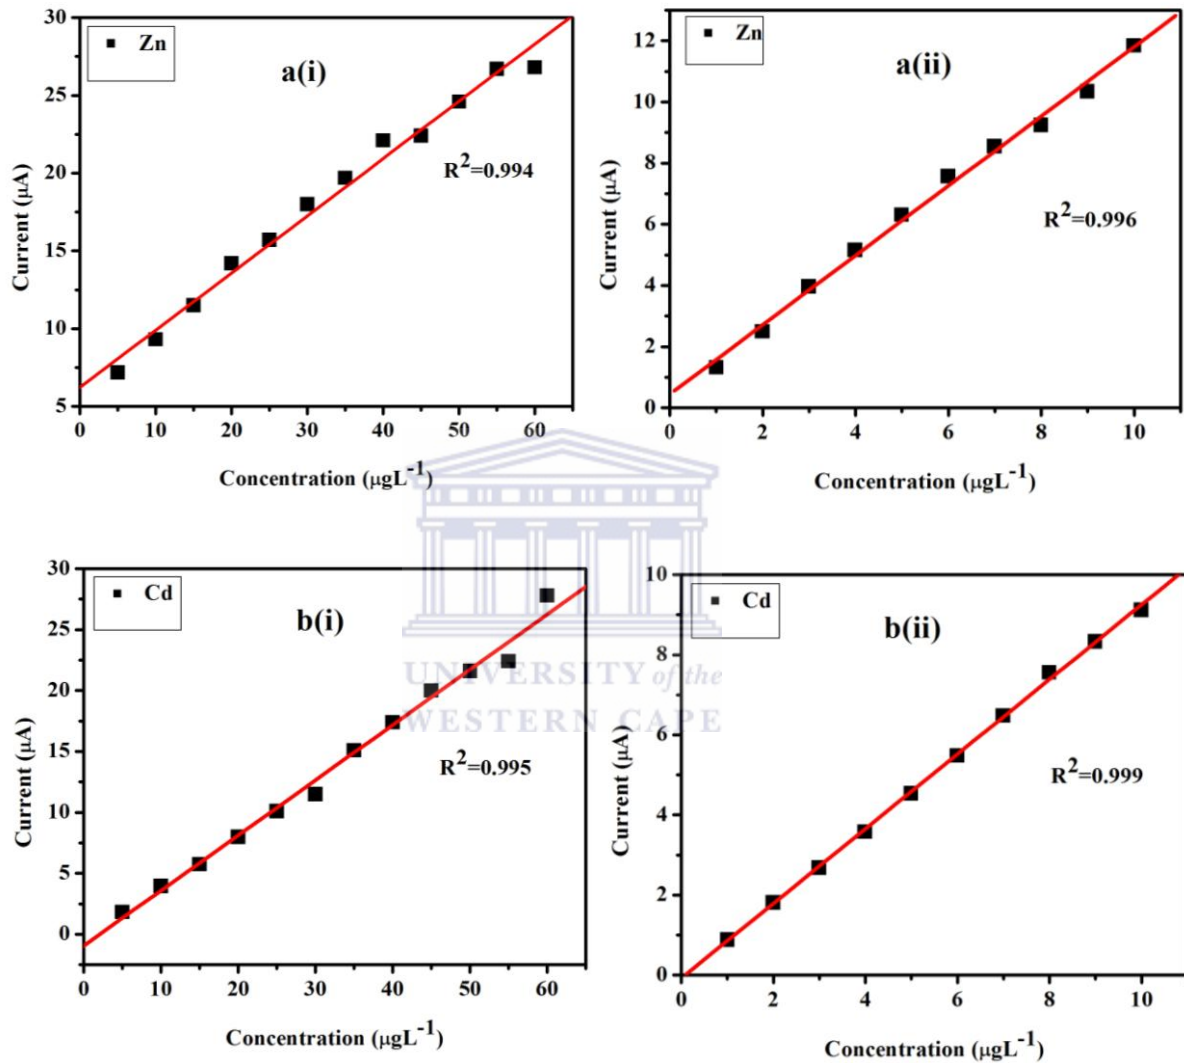 30
25
20
15
10
5
0 10 20 30 40 50 60
Zn
a(i)
R²=0.994
Current (μA)
Concentration (μgL⁻¹)
12
10
8
6
4
2
0
0 2 4 6 8 10
Zn
a(ii)
R²=0.996
Current (μA)
Concentration (μgL⁻¹)
30
25
20
15
10
5
0
0 10 20 30 40 50 60
Cd
b(i)
R²=0.995
Current (μA)
Concentration (μgL⁻¹)
UNIVERSITY of the
WESTERN CAPE
10
8
6
4
2
0
0 2 4 6 8 10
Cd
b(ii)
R²=0.999
Current (μA)
Concentration (μgL⁻¹)